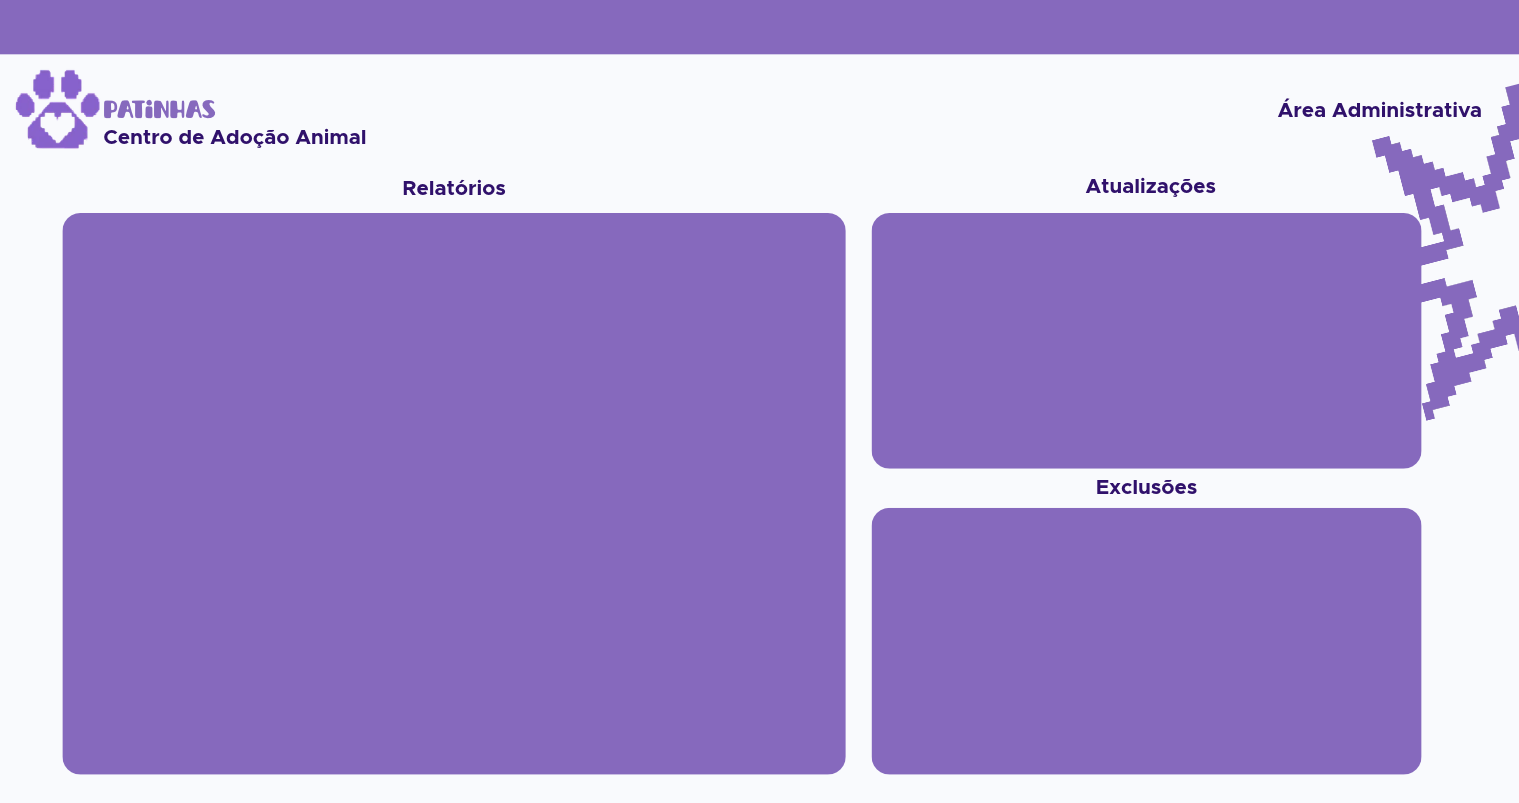 PATiNHAS
Centro de Adoção Animal
Área Administrativa
Relatórios
Atualizações
Exclusões